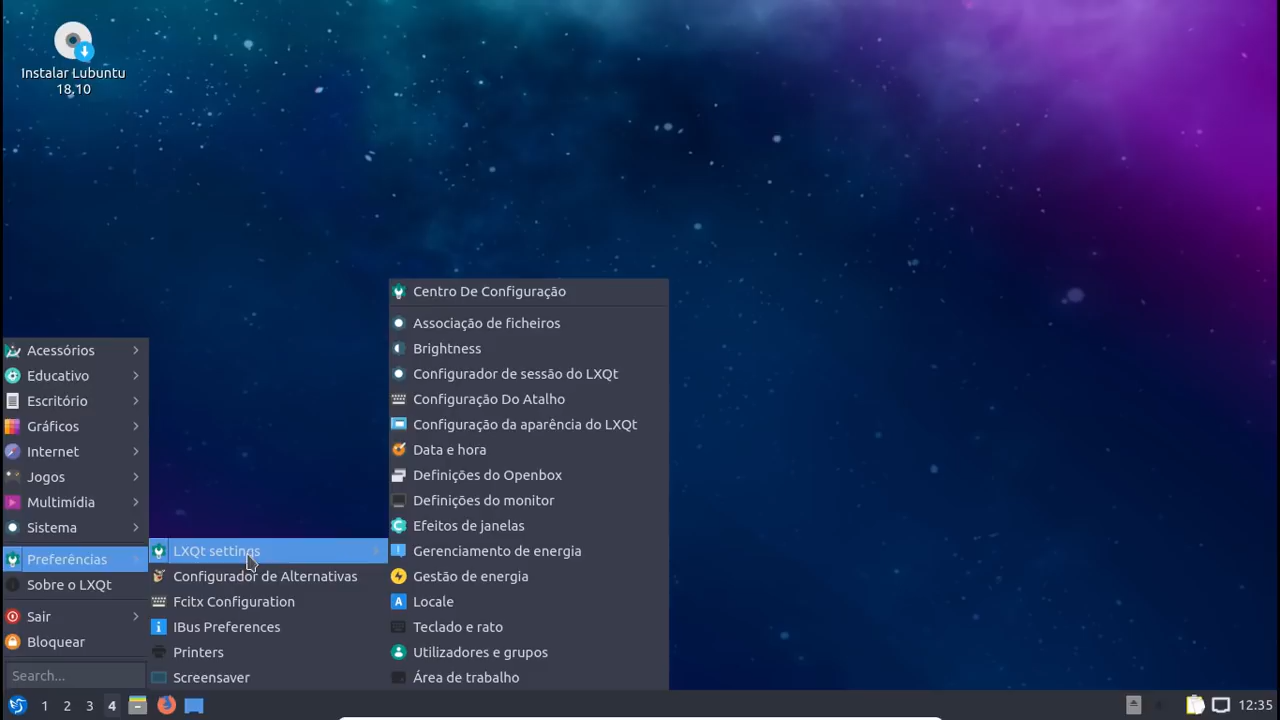 Instalar Lubuntu
18.10
Centro De Configuração
Associação de ficheiros
Brightness
Configurador de sessão do LXQt
Configuração Do Atalho
Configuração da aparência do LXQt
Data e hora
Definições do Openbox
Definições do monitor
Efeitos de janelas
Gerenciamento de energia
Gestão de energia
Locale
Teclado e rato
Utilizadores e grupos
Área de trabalho
Acessórios
Educativo
Escritório
Gráficos
Internet
Jogos
Multimídia
Sistema
Preferências
Sobre o LXQt
Sair
Bloquear
Search...
LXQt settings
Configurador de Alternativas
Fcitx Configuration
IBus Preferences
Printers
Screensaver
1 2 3 4
12:35